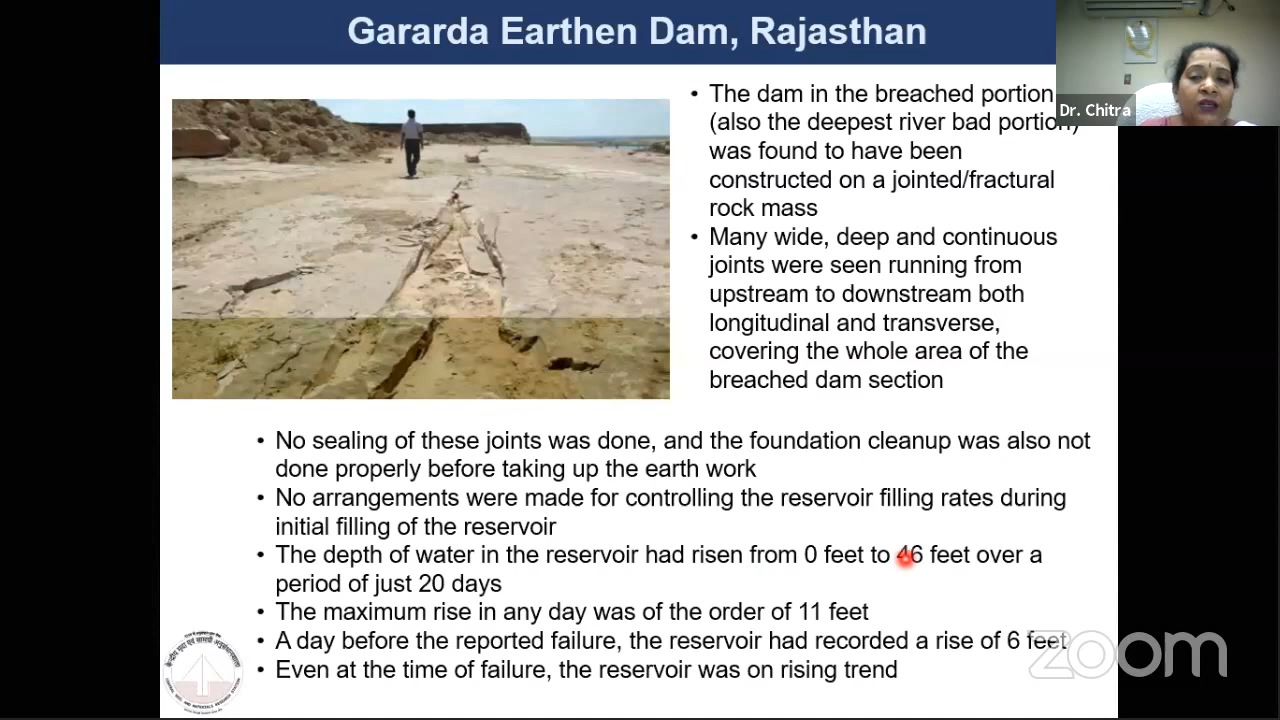 Gararda Earthen Dam, Rajasthan
Dr. Chitra
• The dam in the breached portion
(also the deepest river bad portion)
was found to have been
constructed on a jointed/fractural
rock mass
• Many wide, deep and continuous
joints were seen running from
upstream to downstream both
longitudinal and transverse,
covering the whole area of the
breached dam section
• No sealing of these joints was done, and the foundation cleanup was also not
done properly before taking up the earth work
• No arrangements were made for controlling the reservoir filling rates during
initial filling of the reservoir
• The depth of water in the reservoir had risen from 0 feet to 46 feet over a
period of just 20 days
• The maximum rise in any day was of the order of 11 feet
• A day before the reported failure, the reservoir had recorded a rise of 6 feet
• Even at the time of failure, the reservoir was on rising trend
zoom